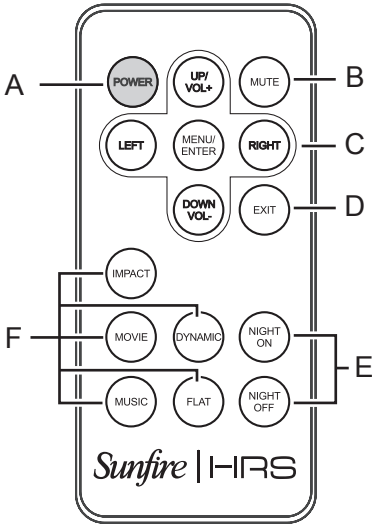 A
POWER
UP/
VOL+
MUTE
B
LEFT
MENU/
ENTER
RIGHT
C
DOWN
VOL-
EXIT
D
IMPACT
F
MOVIE
DYNAMIC
NIGHT
ON
E
MUSIC
FLAT
NIGHT
OFF
Sunfire | HRS